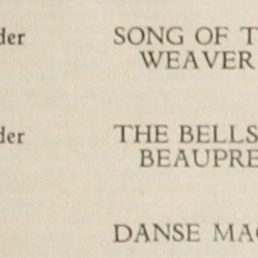 der SONG OF T
WEAVER
der THE BELLS
BEAUPRE
DANSE MA